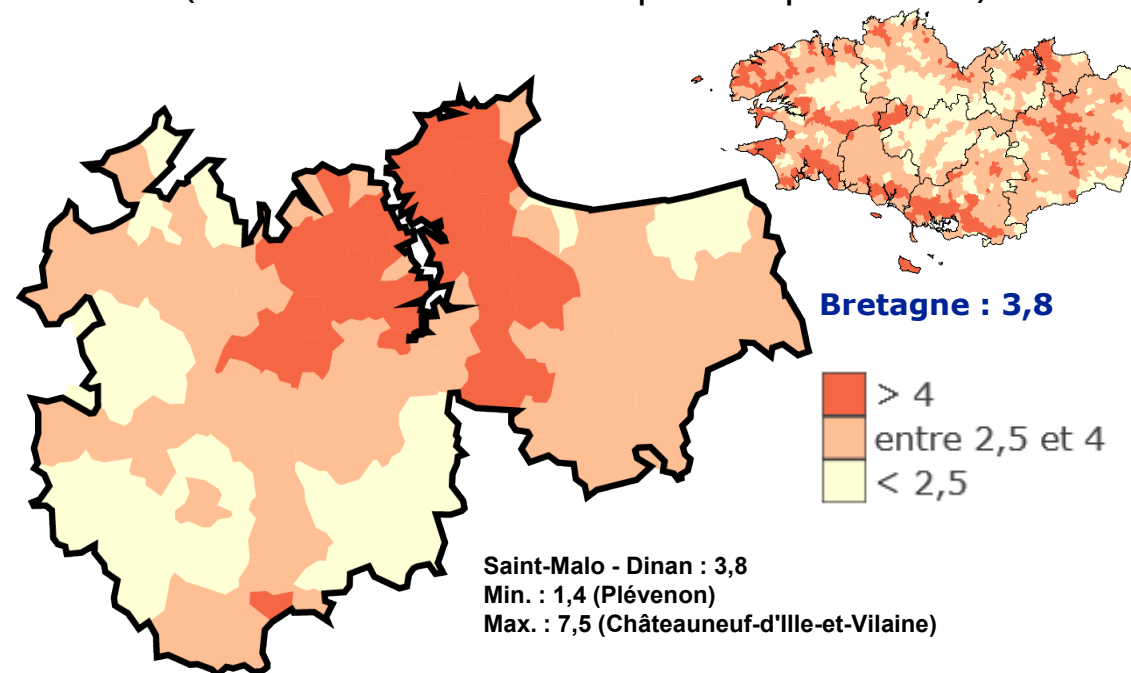 Bretagne : 3,8
> 4
entre 2,5 et 4
< 2,5
Saint-Malo - Dinan : 3,8
Min. : 1,4 (Plévenon)
Max. : 7,5 (Châteauneuf-d'Ille-et-Vilaine)